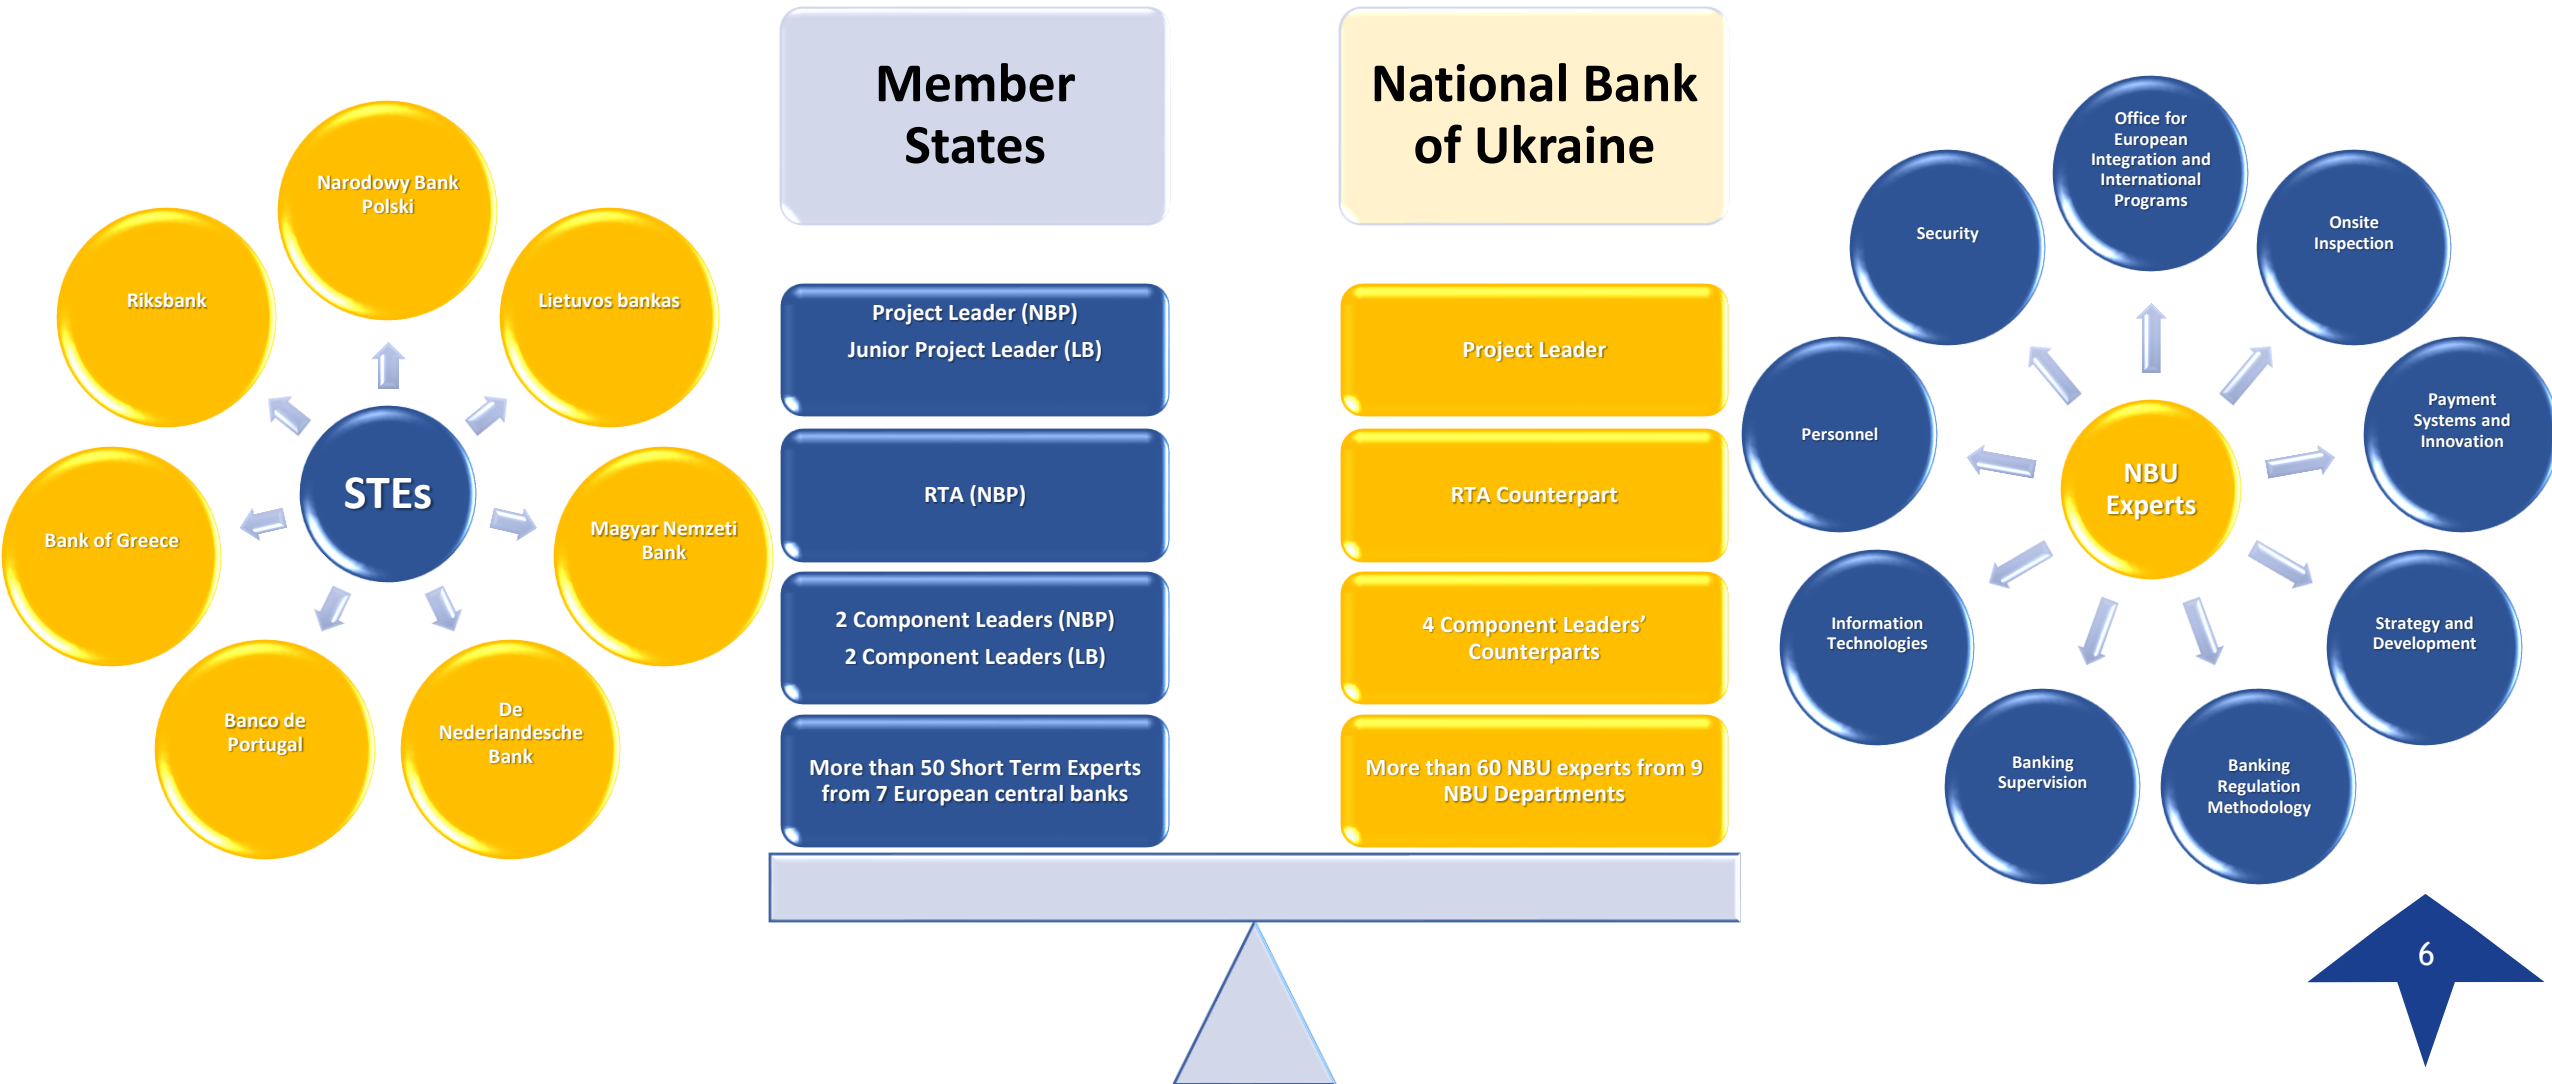 Narodowy Bank
Polski
Riksbank
Lietuvos bankas
STEs
Bank of Greece
Magyar Nemzeti
Bank
Banco de
Portugal
De
Nederlandesche
Bank
Member
States
Project Leader (NBP)
Junior Project Leader (LB)
RTA (NBP)
2 Component Leaders (NBP)
2 Component Leaders (LB)
More than 50 Short Term Experts
from 7 European central banks
National Bank
of Ukraine
Project Leader
RTA Counterpart
4 Component Leaders’
Counterparts
More than 60 NBU experts from 9
NBU Departments
Office for
European
Integration and
International
Programs
Security
Onsite
Inspection
Personnel
Payment
Systems and
Innovation
NBU
Experts
Information
Technologies
Strategy and
Development
Banking
Supervision
Banking
Regulation
Methodology
6